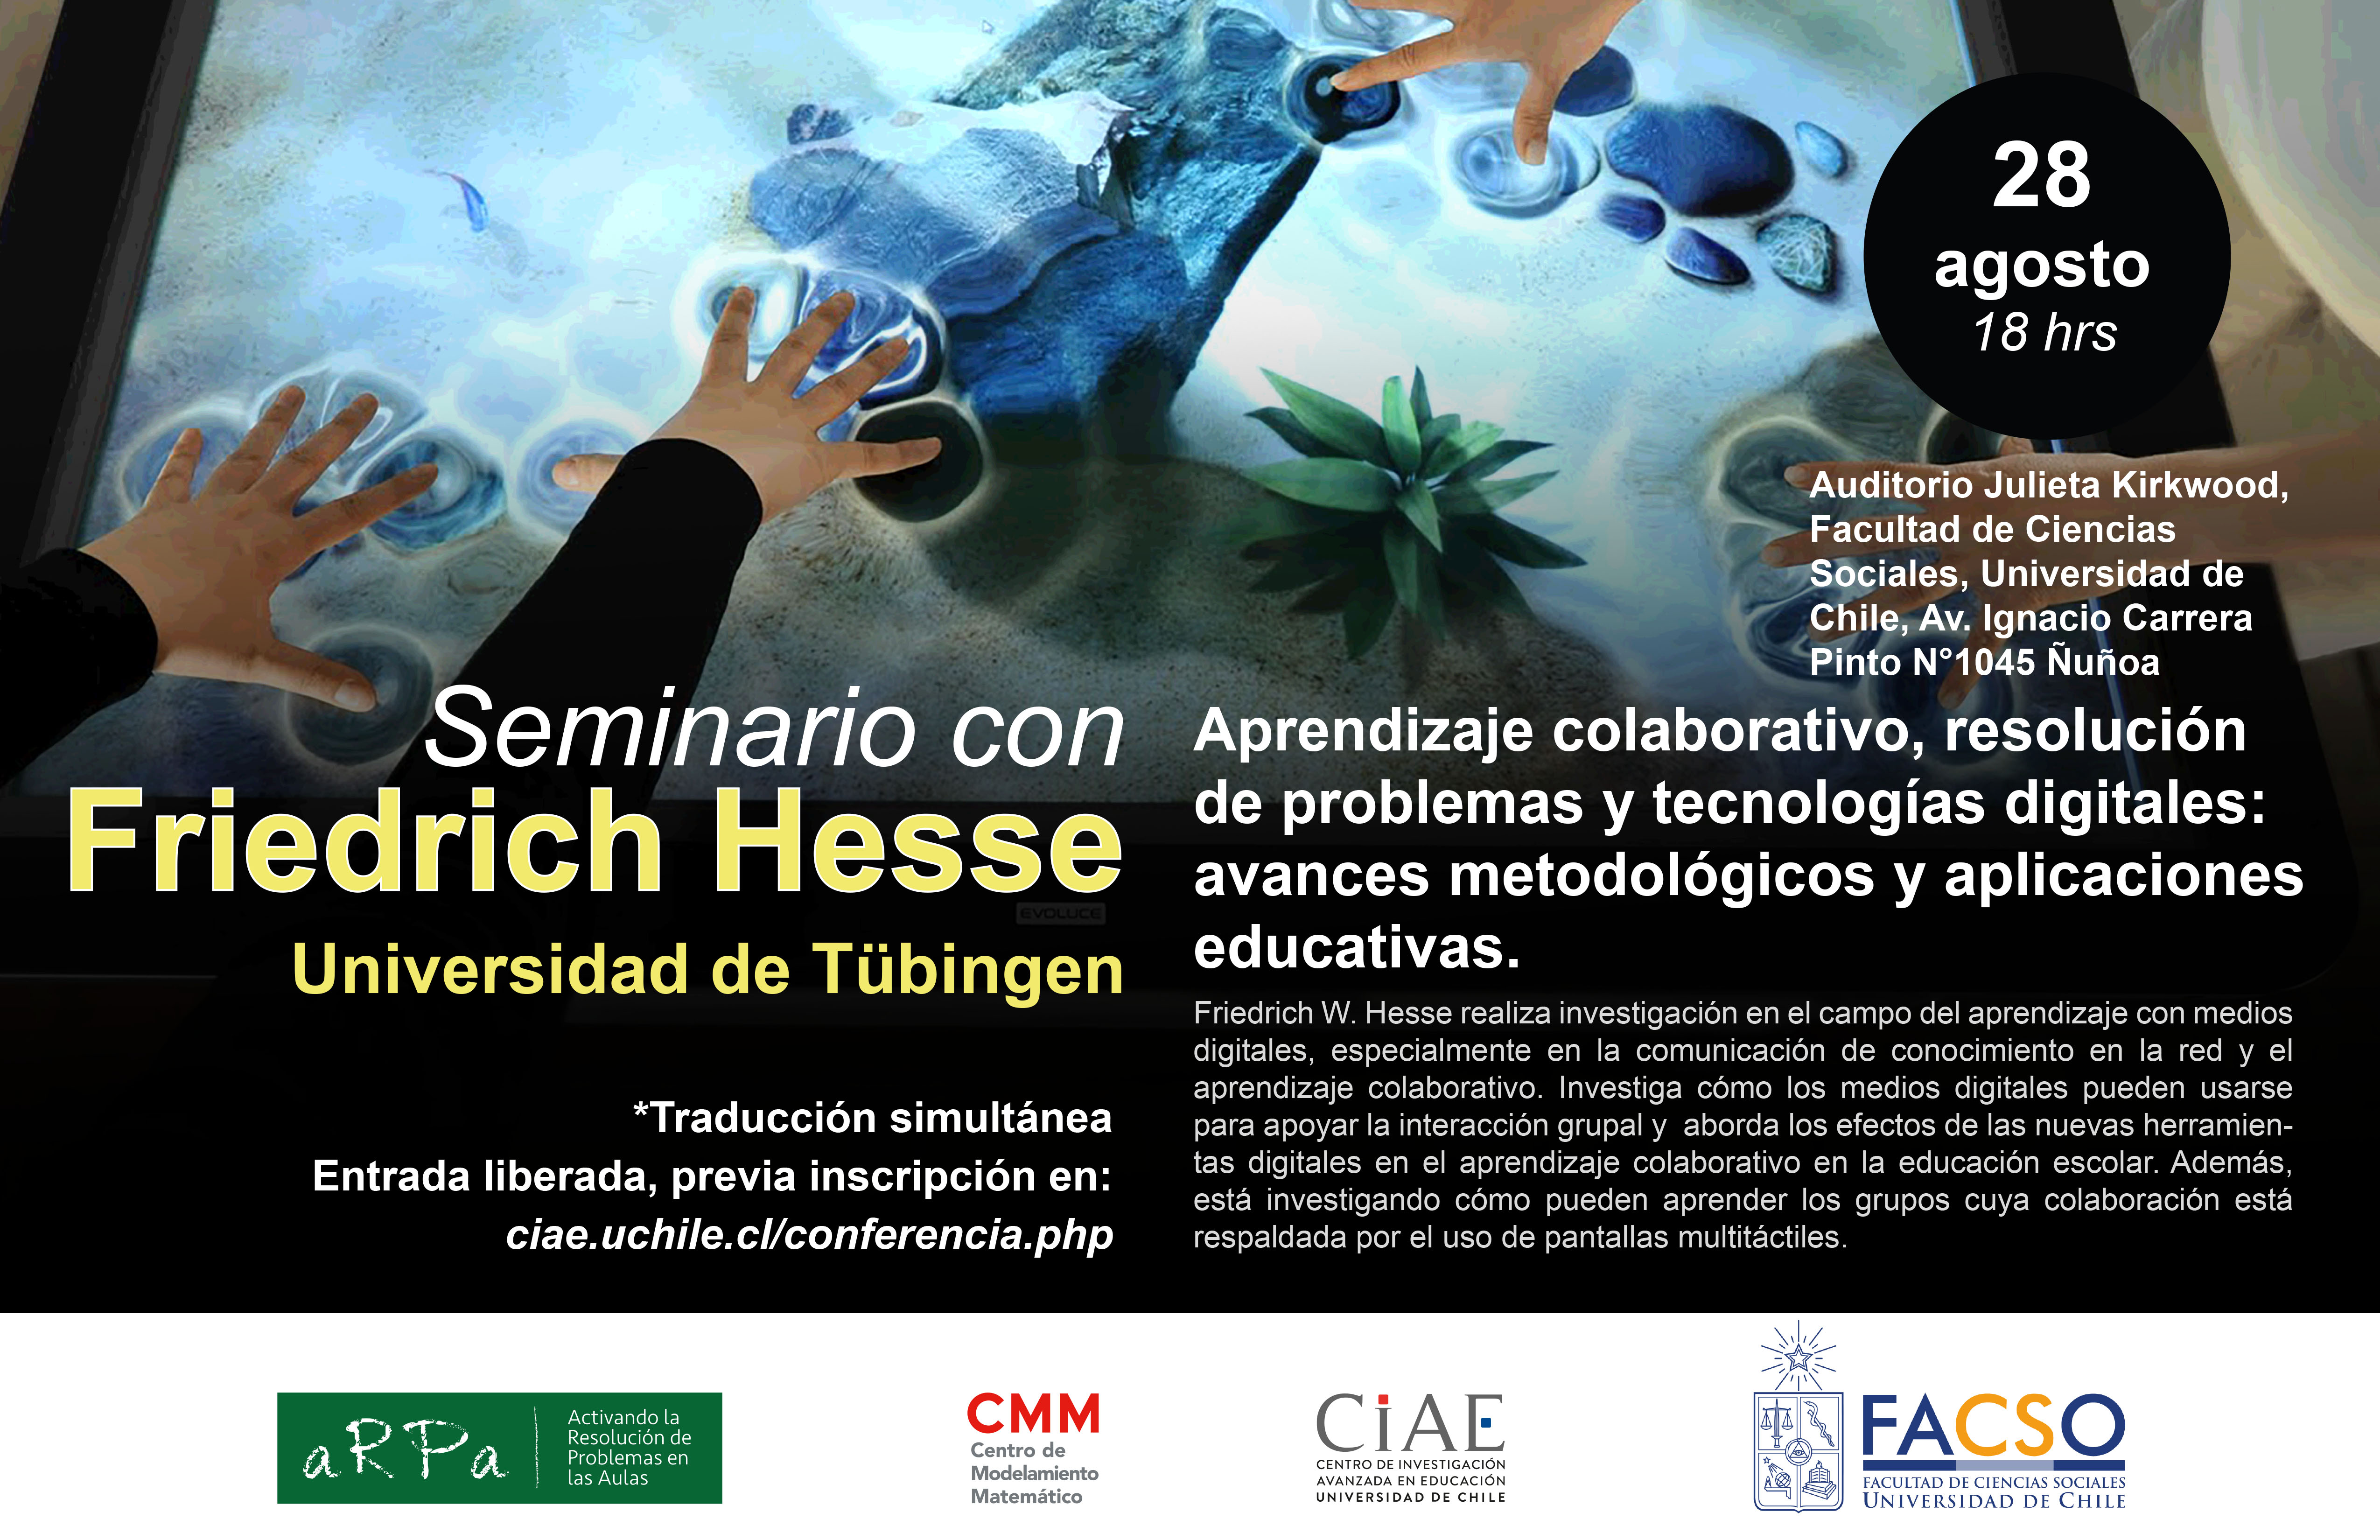 28
agosto
18 hrs
Auditorio Julieta Kirkwood,
Facultad de Ciencias
Sociales, Universidad de
Chile, Av. Ignacio Carrera
Pinto N°1045 Ñuñoa
Seminario con
Friedrich Hesse
EVOLUCE
Universidad de Tübingen
*Traducción simultánea
Entrada liberada, previa inscripción en:
ciae.uchile.cl/conferencia.php
Aprendizaje colaborativo, resolución
de problemas y tecnologías digitales:
avances metodológicos y aplicaciones
educativas.
Friedrich W. Hesse realiza investigación en el campo del aprendizaje con medios
digitales, especialmente en la comunicación de conocimiento en la red y el
aprendizaje colaborativo. Investiga cómo los medios digitales pueden usarse
para apoyar la interacción grupal y  aborda los efectos de las nuevas herramien-
tas digitales en el aprendizaje colaborativo en la educación escolar. Además,
está investigando cómo pueden aprender los grupos cuya colaboración está
respaldada por el uso de pantallas multitáctiles.
aRPa
Activando la
Resolución de
Problemas en
las Aulas
CMM
Centro de
Modelamiento
Matemático
CiAE
CENTRO DE INVESTIGACIÓN
AVANZADA EN EDUCACIÓN
UNIVERSIDAD DE CHILE
FACSO
FACULTAD DE CIENCIAS SOCIALES
UNIVERSIDAD DE CHILE